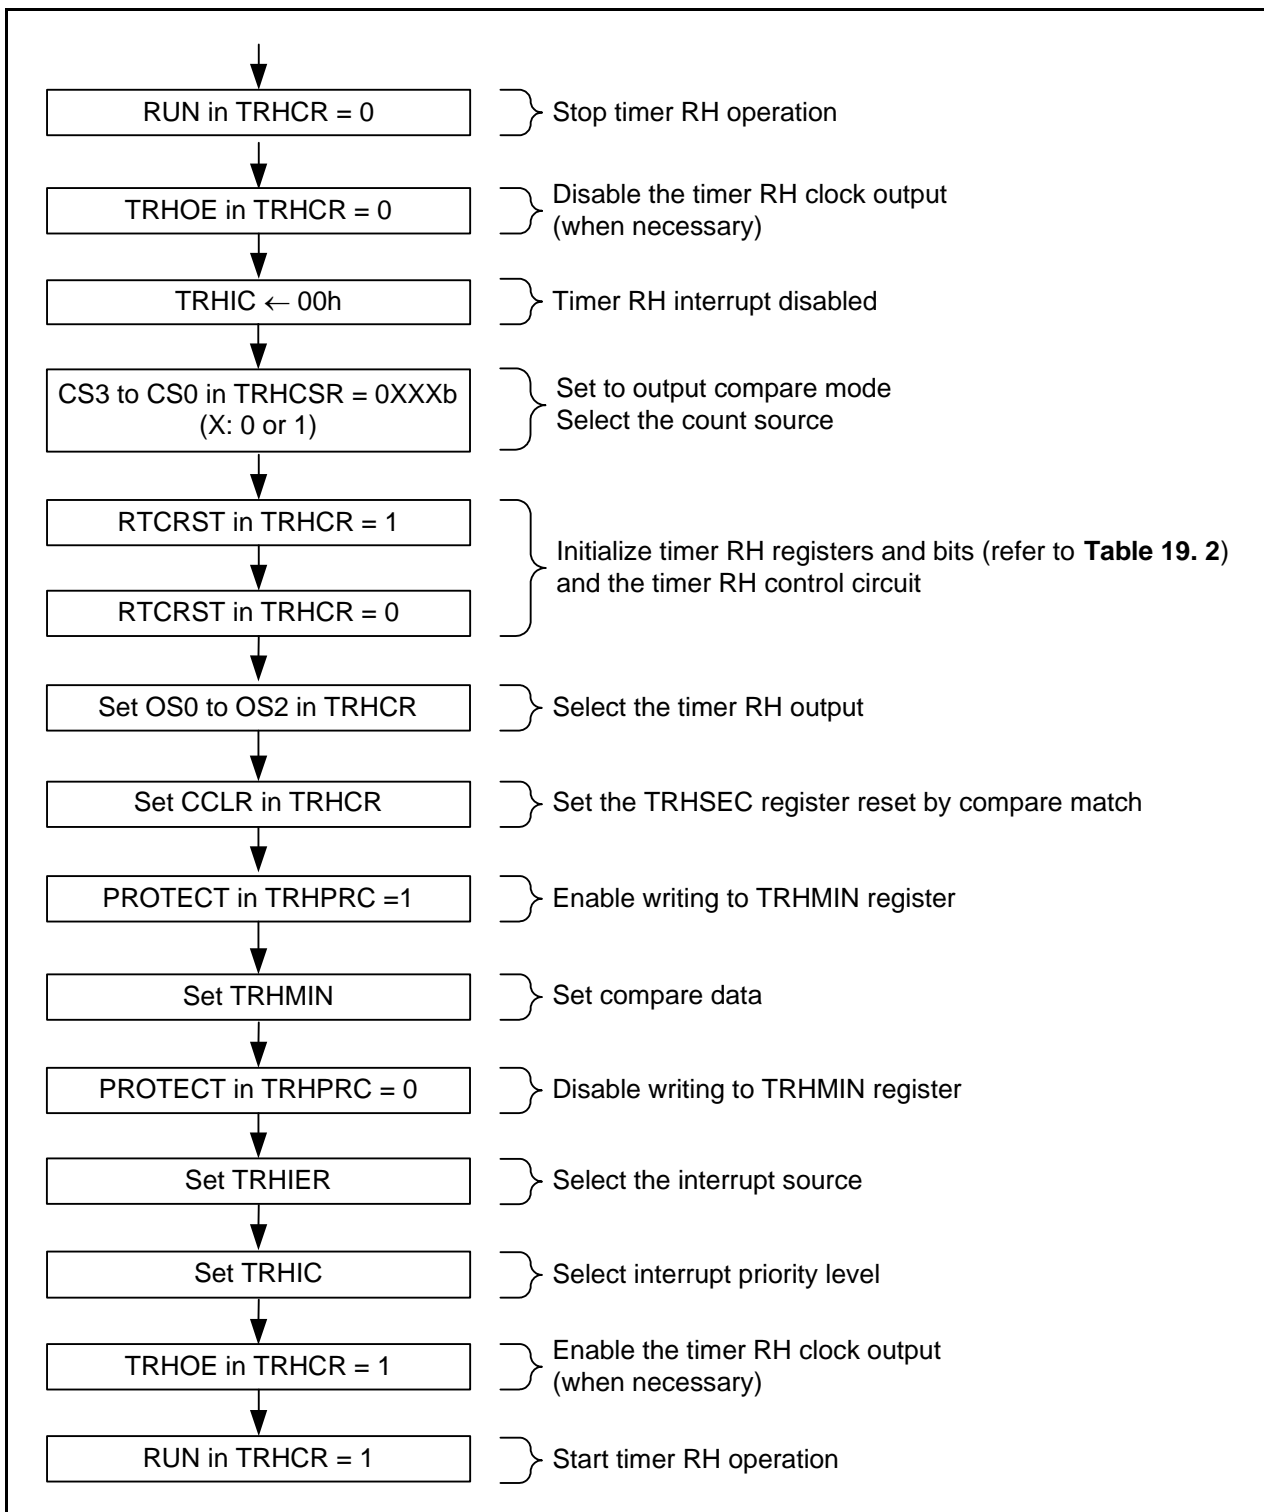 RUN in TRHCR = 0
Stop timer RH operation
TRHOE in TRHCR = 0
Disable the timer RH clock output
(when necessary)
TRHIC ← 00h
Timer RH interrupt disabled
CS3 to CS0 in TRHCSR = 0XXXb
(X: 0 or 1)
Set to output compare mode
Select the count source
RTCRST in TRHCR = 1
RTCRST in TRHCR = 0
Initialize timer RH registers and bits (refer to Table 19. 2)
and the timer RH control circuit
Set OS0 to OS2 in TRHCR
Select the timer RH output
Set CCLR in TRHCR
Set the TRHSEC register reset by compare match
PROTECT in TRHPRC =1
Enable writing to TRHMIN register
Set TRHMIN
Set compare data
PROTECT in TRHPRC = 0
Disable writing to TRHMIN register
Set TRHIER
Select the interrupt source
Set TRHIC
Select interrupt priority level
TRHOE in TRHCR = 1
Enable the timer RH clock output
(when necessary)
RUN in TRHCR = 1
Start timer RH operation